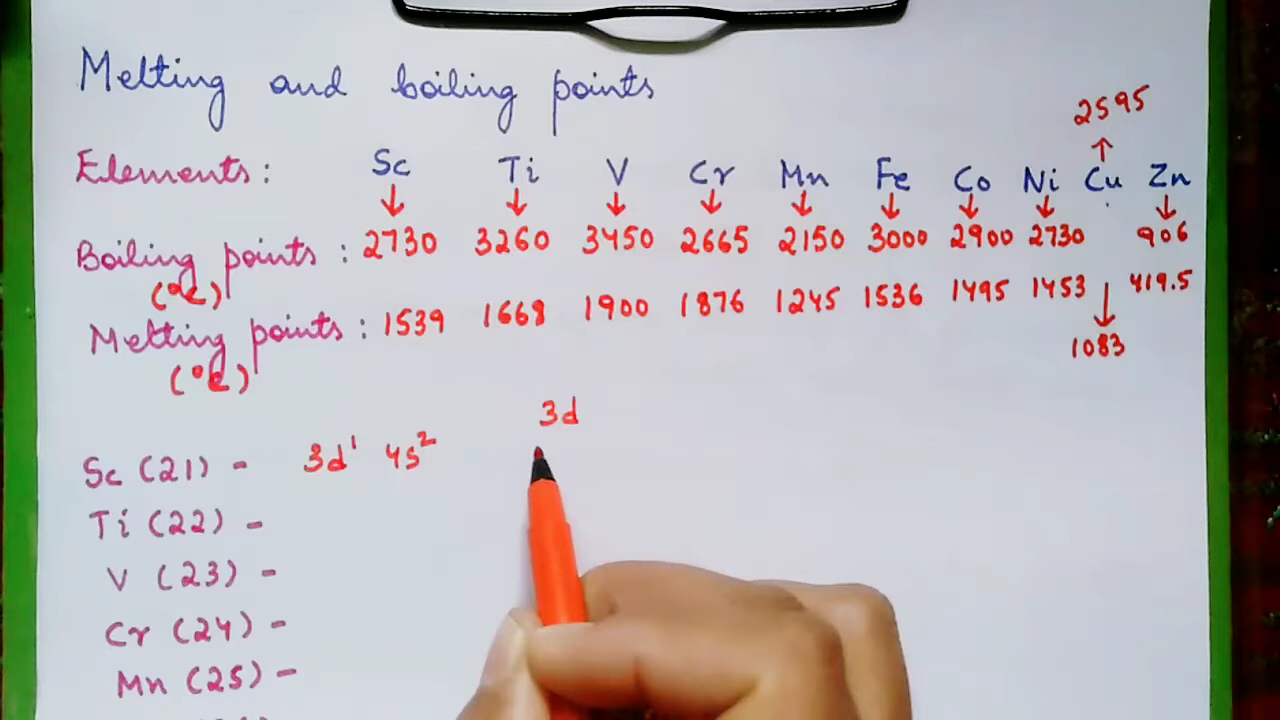 Melting and boiling points
2595
↑
Elements: Sc Ti V Cr Mn Fe Co Ni Cu Zn
↓ ↓ ↓ ↓ ↓ ↓ ↓ ↓ ↓
Boiling points: 2730 3260 3450 2665 2150 3000 2900 2730 906
(°C)
Melting points: 1539 1668 1900 1876 1245 1536 1495 1453 ↓ 419.5
(°C) 1083
3d
Sc (21) - 3d¹ 4s²
Ti (22) -
V (23) -
Cr (24) -
Mn (25) -